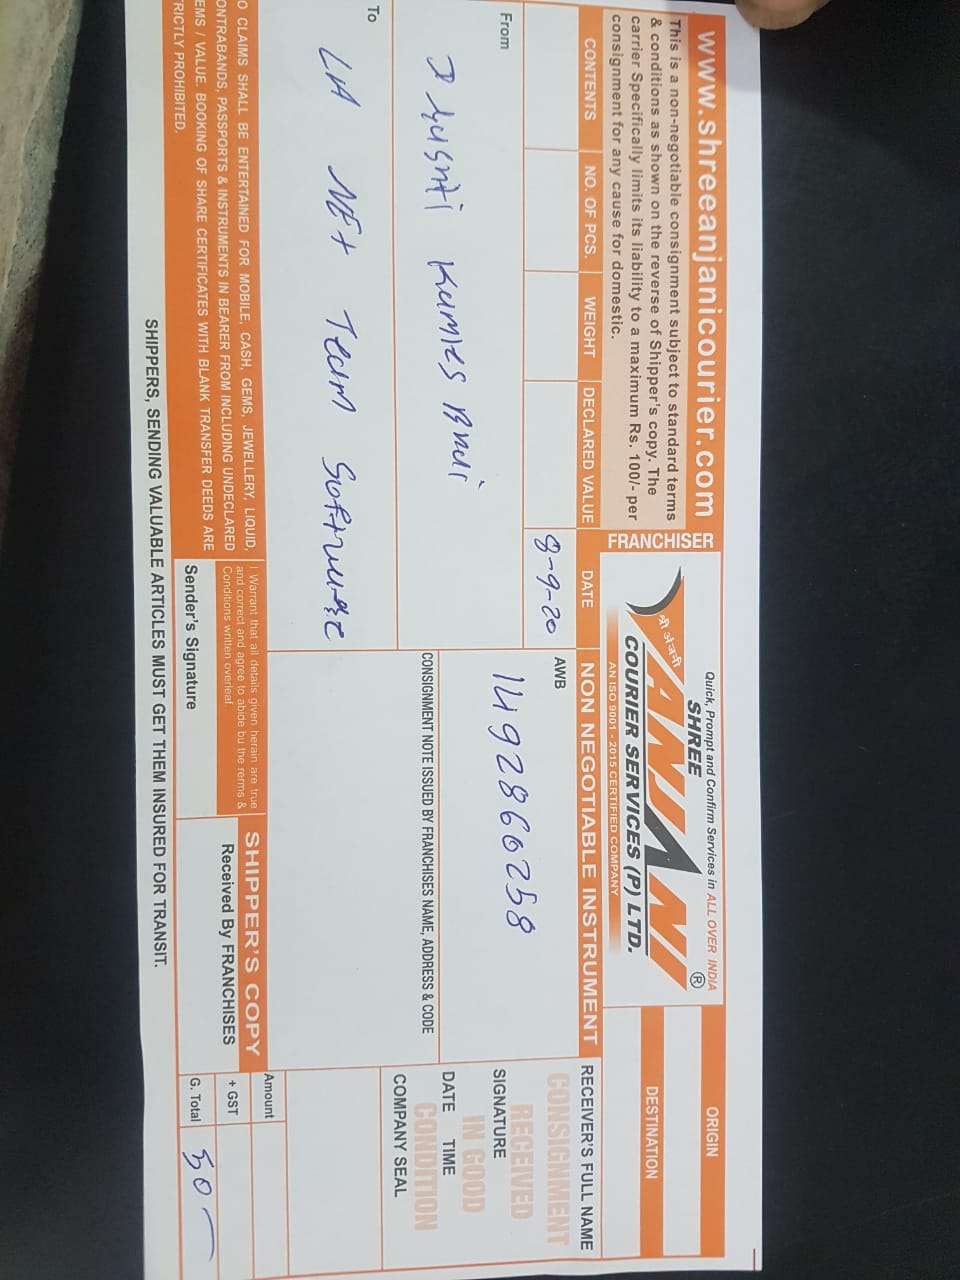 www.shreeanjanicourier.com
This is a non-negotiable consignment subject to standard terms
& conditions as shown on the reverse of Shipper's copy. The
carrier Specifically limits its liability to a maximum Rs. 100/- per
consignment for any cause for domestic.
FRANCHISER
Quick, Prompt and Confirm Services in ALL OVER INDIA
SHREE
श्री अंजनी
ANJANI ®
COURIER SERVICES (P) LTD.
AN ISO 9001 - 2015 CERTIFIED COMPANY
ORIGIN
DESTINATION
CONTENTS NO. OF PCS. WEIGHT DECLARED VALUE DATE
8-9-20
NON NEGOTIABLE INSTRUMENT
AWB
1492860258
RECEIVER'S FULL NAME
CONSIGNMENT
RECEIVED
SIGNATURE
IN GOOD
DATE TIME
CONDITION
COMPANY SEAL
From
To
LA NEt Team Software
CONSIGNMENT NOTE ISSUED BY FRANCHISES NAME, ADDRESS & CODE
O CLAIMS SHALL BE ENTERTAINED FOR MOBILE, CASH, GEMS, JEWELLERY, LIQUID,
ONTRABANDS, PASSPORTS & INSTRUMENTS IN BEARER FROM INCLUDING UNDECLARED
EMS / VALUE. BOOKING OF SHARE CERTIFICATES WITH BLANK TRANSFER DEEDS ARE
TRICTLY PROHIBITED.
I Warrant that all details given herain are true
and correct and agree to abide bu the rerms &
Conditions written overleaf.
Sender's Signature
SHIPPER'S COPY
Received By FRANCHISES
Amount
+ GST
G. Total 50 —
SHIPPERS, SENDING VALUABLE ARTICLES MUST GET THEM INSURED FOR TRANSIT.